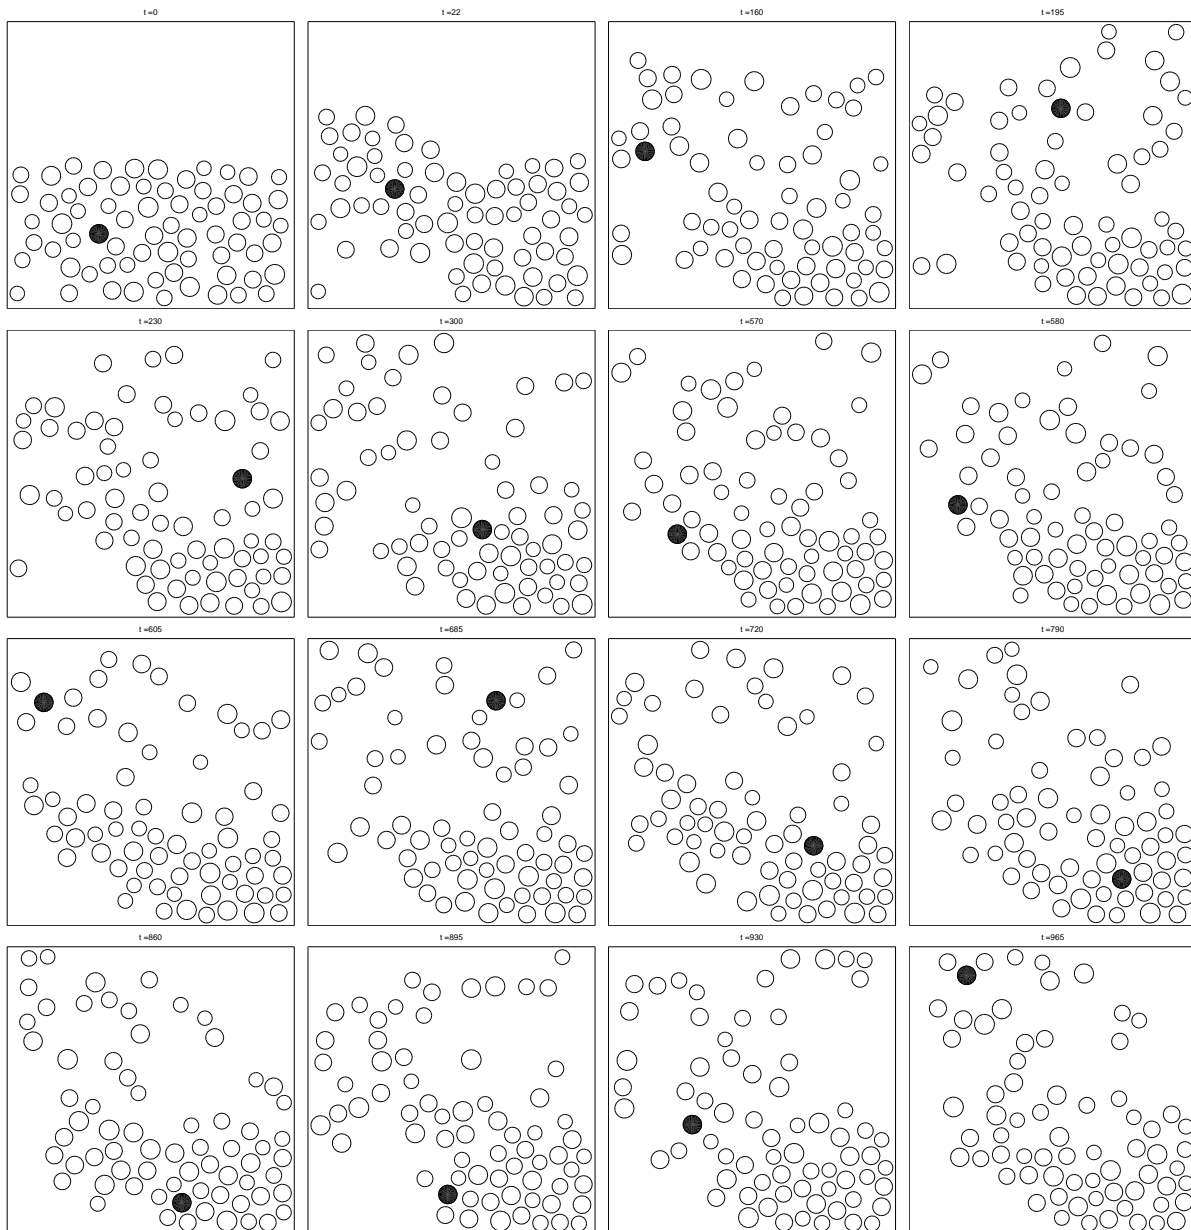 t =0
t =22
t =160
t =195
t =230
t =300
t =570
t =580
t =605
t =685
t =720
t =790
t =860
t =895
t =930
t =965